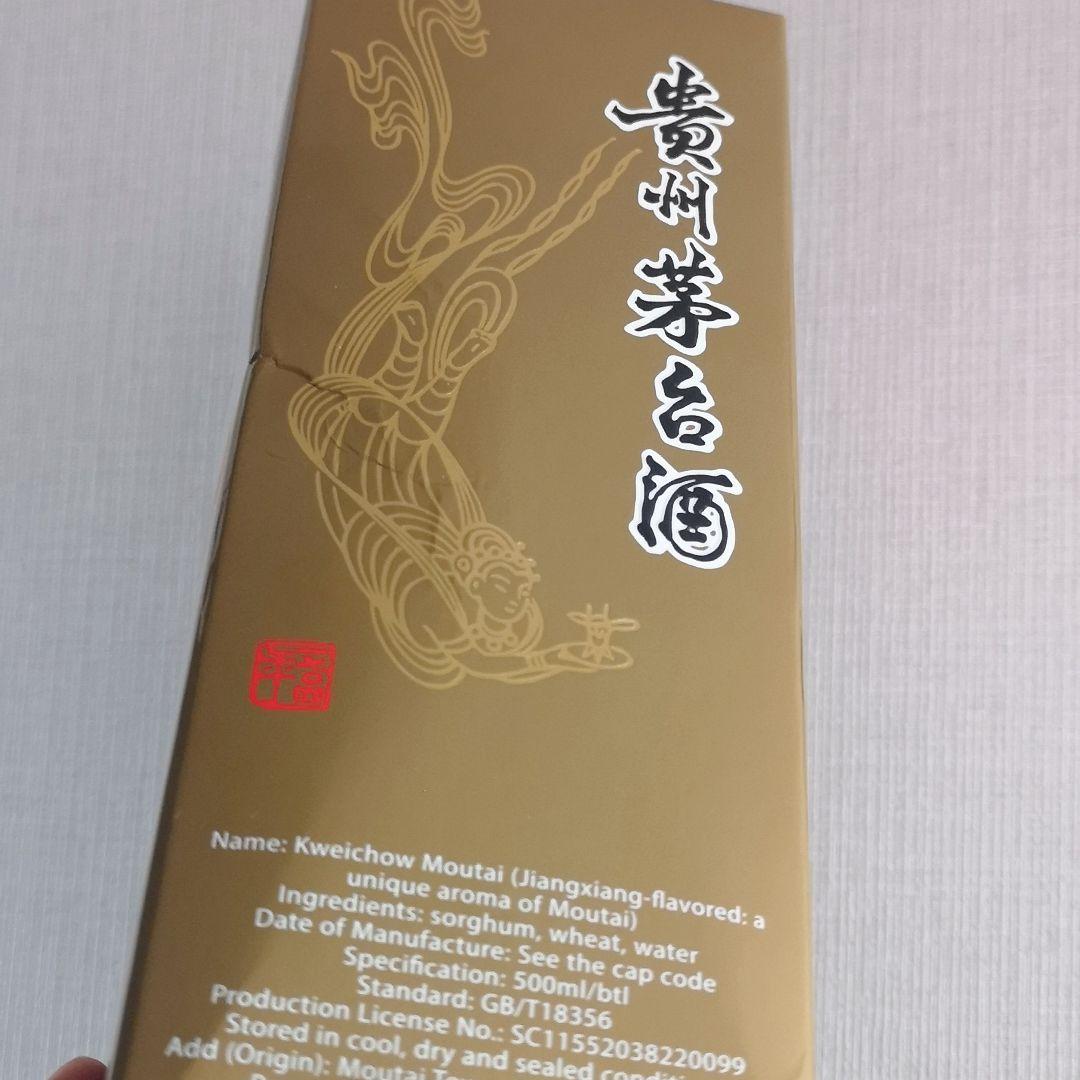 貴州茅台酒
Name: Kweichow Moutai (Jiangxiang-flavored: a
unique aroma of Moutai)
Ingredients: sorghum, wheat, water
Date of Manufacture: See the cap code
Specification: 500ml/btl
Standard: GB/T18356
Production License No.: SC11552038220099
Stored in cool, dry and sealed
Add (Origin): Moutai